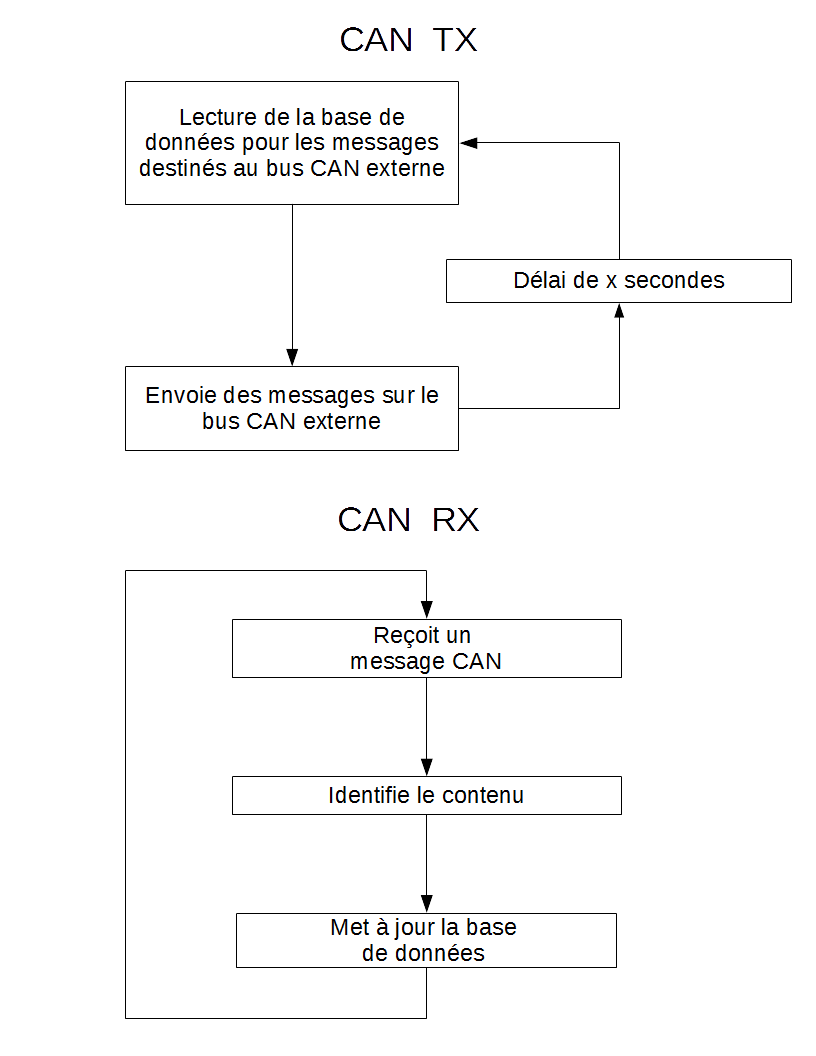 CAN TX
Lecture de la base de
données pour les messages
destinés au bus CAN externe
Délai de x secondes
Envoie des messages sur le
bus CAN externe
CAN RX
Reçoit un
message CAN
Identifie le contenu
Met à jour la base
de données